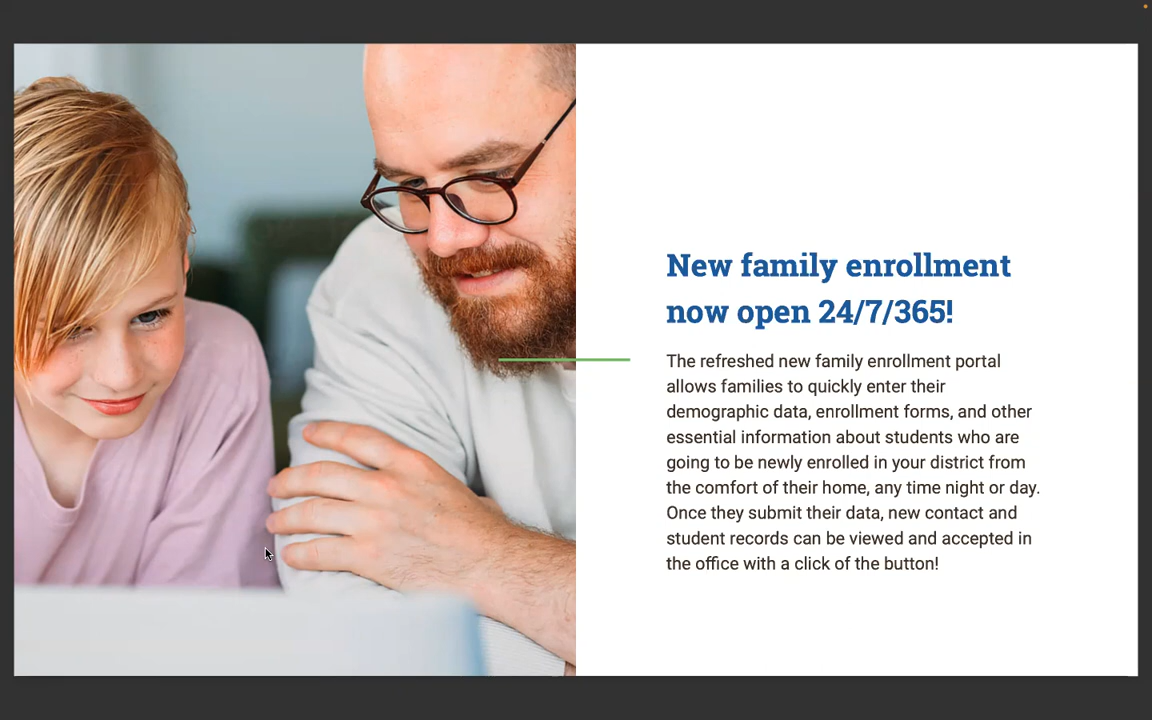 New family enrollment
now open 24/7/365!
The refreshed new family enrollment portal
allows families to quickly enter their
demographic data, enrollment forms, and other
essential information about students who are
going to be newly enrolled in your district from
the comfort of their home, any time night or day.
Once they submit their data, new contact and
student records can be viewed and accepted in
the office with a click of the button!